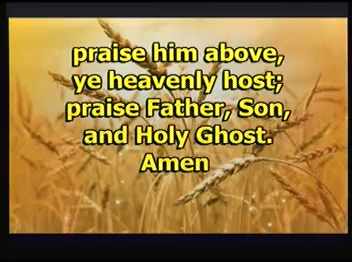 praise him above,
ye heavenly host;
praise Father, Son,
and Holy Ghost.
Amen